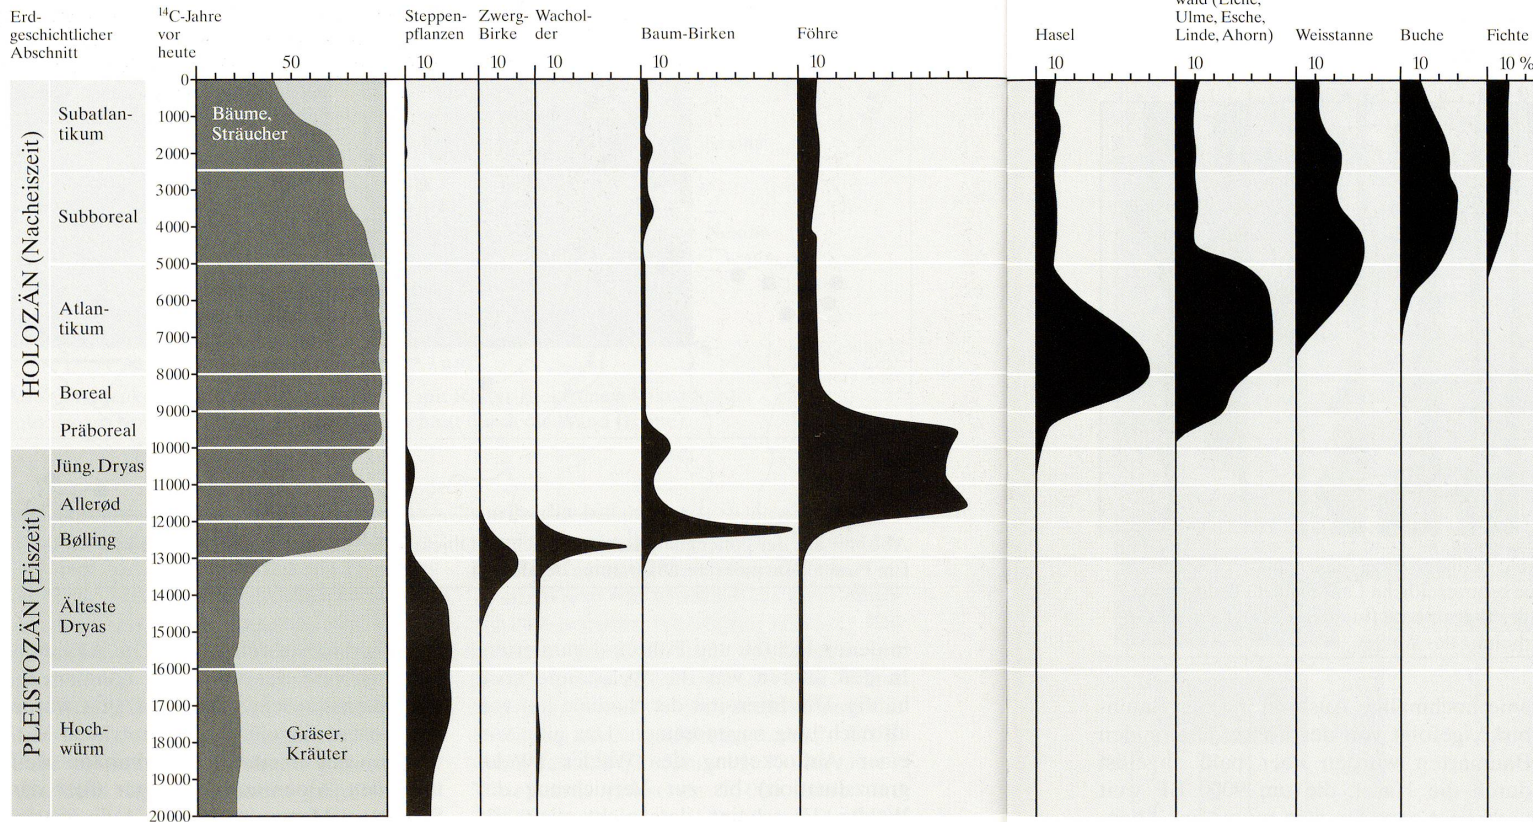 Erd-
geschichtlicher
Abschnitt
14C-Jahre
vor
heute
50
Steppen-
pflanzen
10
Zwerg-
Birke
10
Wachol-
der
10
Baum-Birken
10
Föhre
10
Hasel
10
Ulme, Esche,
Linde, Ahorn)
10
Weisstanne
10
Buche
10
Fichte
10 %
HOLOZÄN (Nacheiszeit)
PLEISTOZÄN (Eiszeit)
Subatlan-
tikum
Subboreal
Atlan-
tikum
Boreal
Präboreal
Jüng. Dryas
Allerød
Bølling
Älteste
Dryas
Hoch-
würm
0
1000
2000
3000
4000
5000
6000
7000
8000
9000
10000
11000
12000
13000
14000
15000
16000
17000
18000
19000
20000
Bäume,
Sträucher
Gräser,
Kräuter